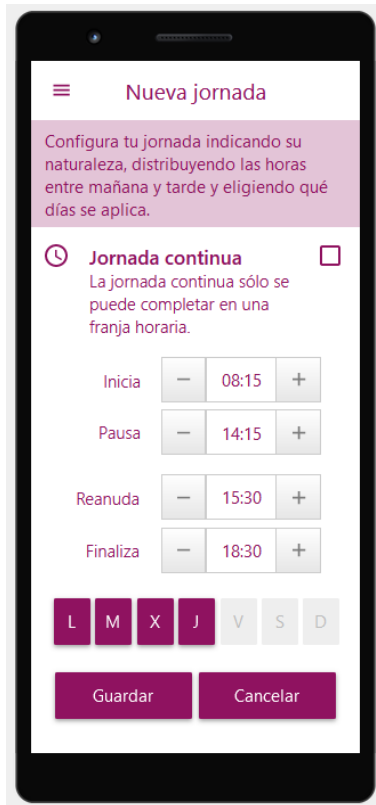 Nueva jornada
Configura tu jornada indicando su
naturaleza, distribuyendo las horas
entre mañana y tarde y eligiendo qué
días se aplica.
Jornada continua
La jornada continua sólo se
puede completar en una
franja horaria.
Inicia − 08:15 +
Pausa − 14:15 +
Reanuda − 15:30 +
Finaliza − 18:30 +
L M X J V S D
Guardar Cancelar